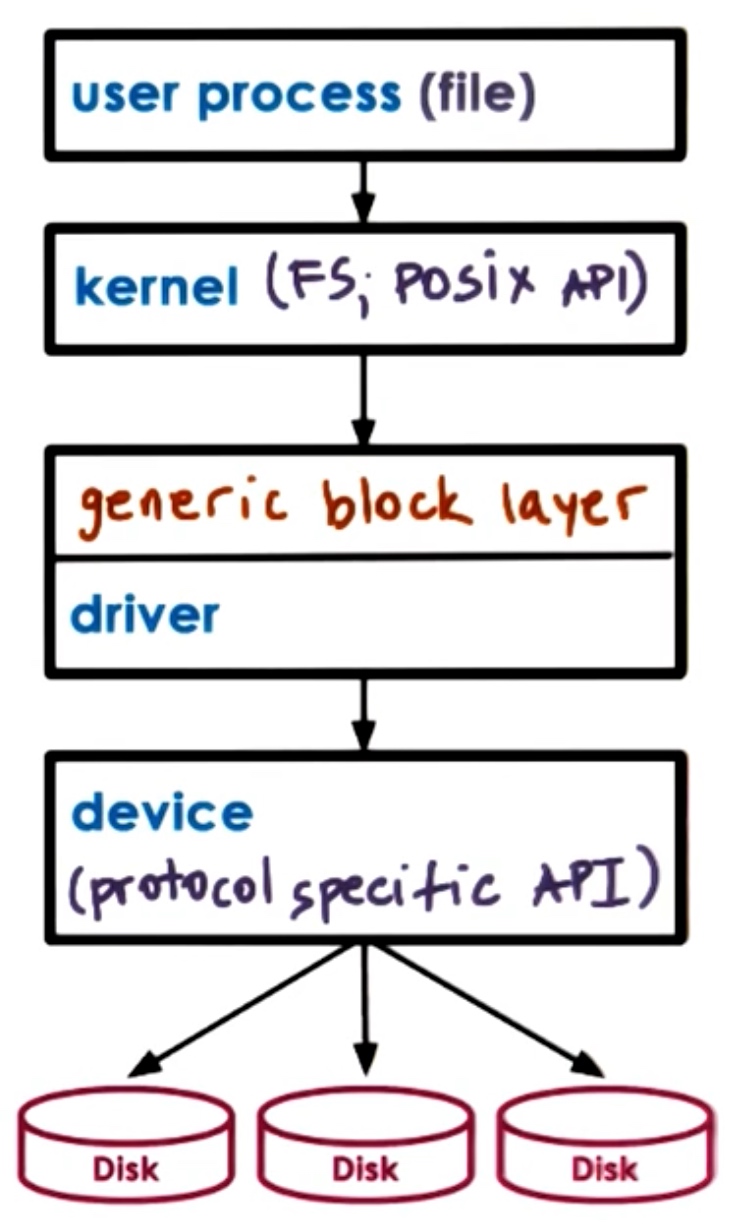 user process (file)
kernel (FS; POSIX API)
generic block layer
driver
device
(protocol specific API)
Disk Disk Disk